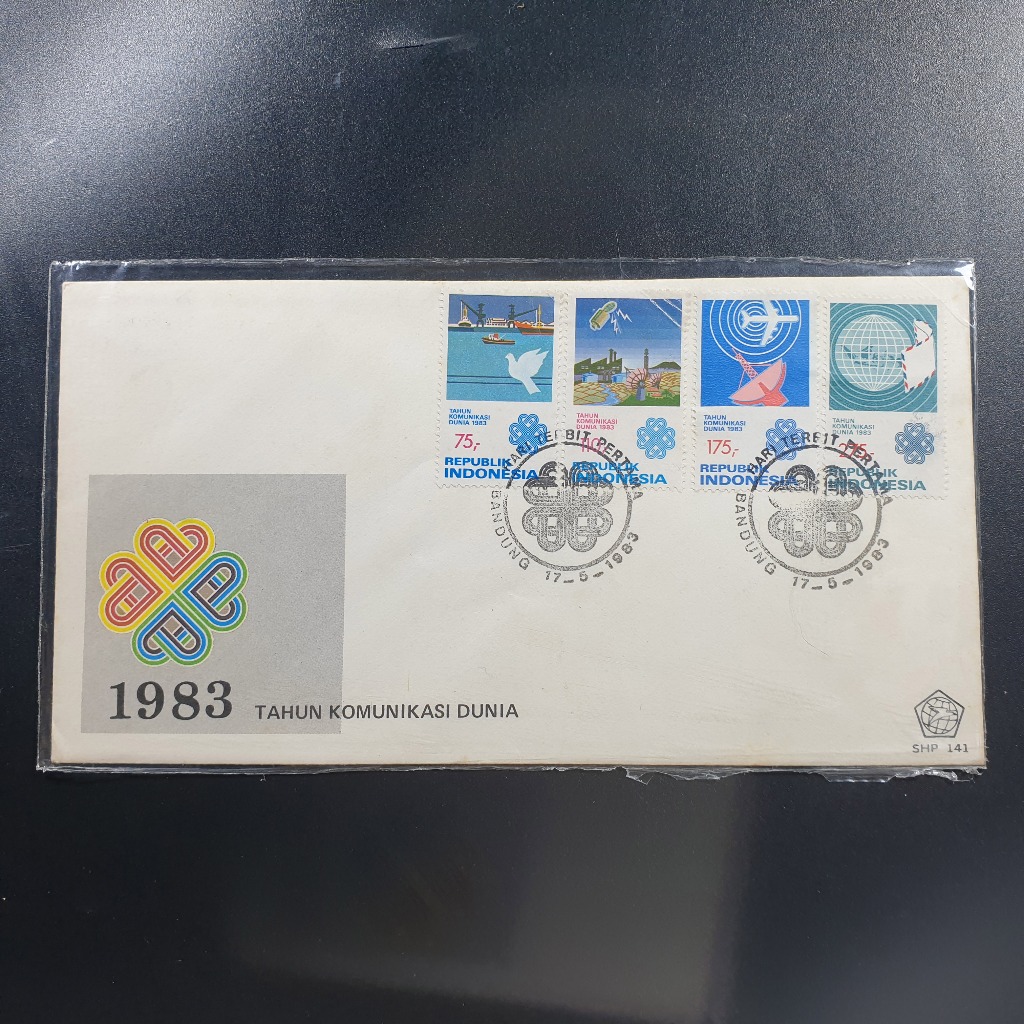 TAHUN
KOMUNIKASI
DUNIA 1983
75,-
REPUBLIK
INDONESIA
TAHUN
KOMUNIKASI
DUNIA 1983
110,-
REPUBLIK
INDONESIA
TAHUN
KOMUNIKASI
DUNIA 1983
175,-
REPUBLIK
INDONESIA
TAHUN
KOMUNIKASI
DUNIA 1983
REPUBLIK
INDONESIA
HARI TERBIT PERTAMA
BANDUNG 17-5-1983
HARI TERBIT PERTAMA
BANDUNG 17-5-1983
1983 TAHUN KOMUNIKASI DUNIA
SHP 141